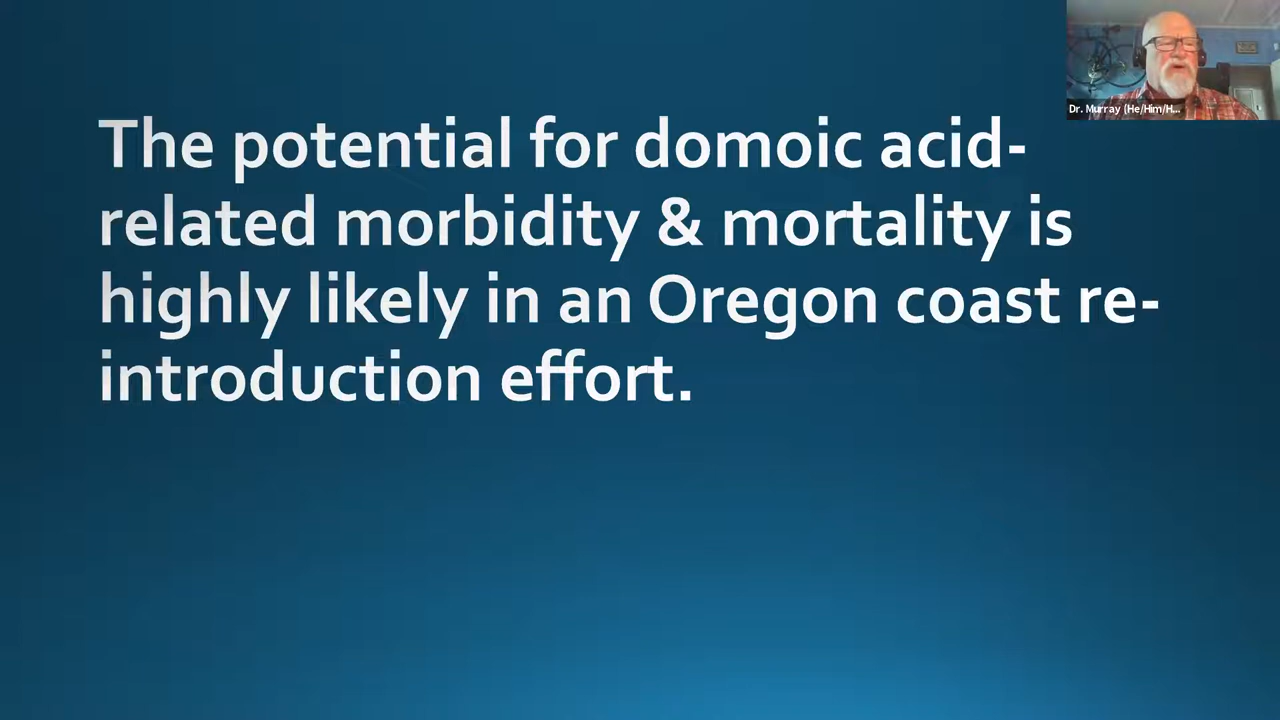 Dr. Murray (He/Him/H...
The potential for domoic acid-
related morbidity & mortality is
highly likely in an Oregon coast re-
introduction effort.